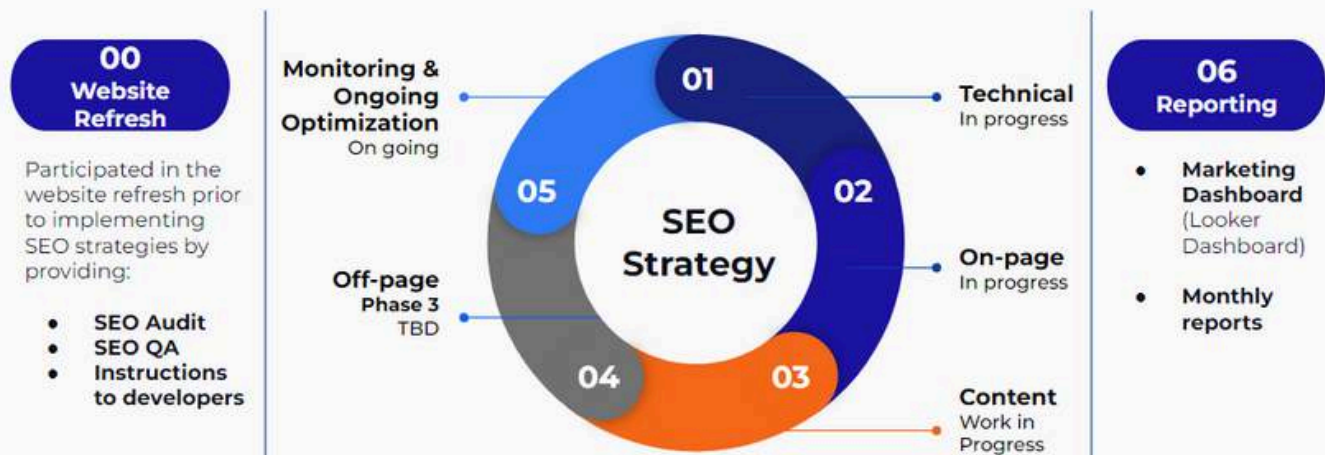 00
Website
Refresh
Participated in the
website refresh prior
to implementing
SEO strategies by
providing:
● SEO Audit
● SEO QA
● Instructions
to developers
Monitoring &
Ongoing
Optimization
On going
Off-page
Phase 3
TBD
SEO
Strategy
01
02
03
04
05
Technical
In progress
On-page
In progress
Content
Work in
Progress
06
Reporting
● Marketing
Dashboard
(Looker
Dashboard)
● Monthly
reports